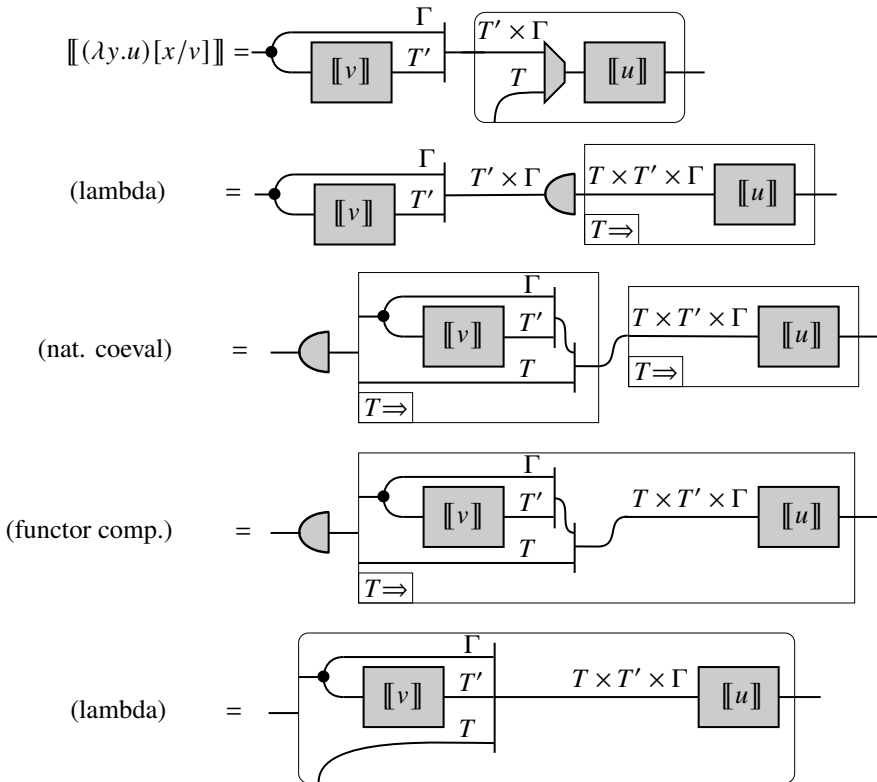 Γ
⟦(λy.u)[x/v]⟧ = ⟦v⟧ T′ T′ × Γ T ⟦u⟧
Γ
(lambda) = ⟦v⟧ T′ T′ × Γ T × T′ × Γ ⟦u⟧
T⇒
Γ
(nat. coeval) = ⟦v⟧ T′ T × T′ × Γ ⟦u⟧
T
T⇒ T⇒
Γ
(functor comp.) = ⟦v⟧ T′ T × T′ × Γ ⟦u⟧
T
T⇒
Γ
(lambda) = ⟦v⟧ T′ T × T′ × Γ ⟦u⟧
T